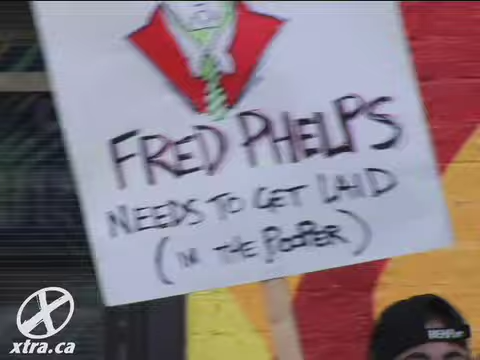 FRED PHELPS
NEEDS TO GET LAID
(IN THE POOPER)
xtra.ca